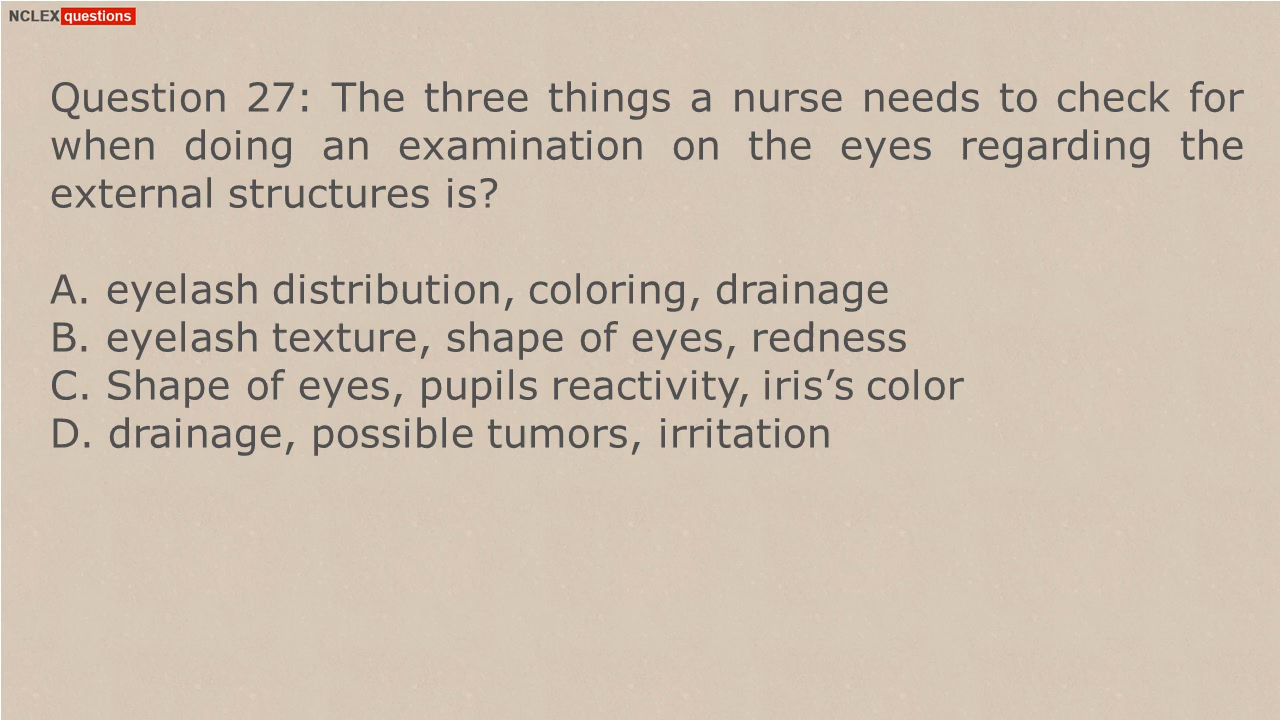 NCLEX questions
Question 27: The three things a nurse needs to check for
when doing an examination on the eyes regarding the
external structures is?
A. eyelash distribution, coloring, drainage
B. eyelash texture, shape of eyes, redness
C. Shape of eyes, pupils reactivity, iris’s color
D. drainage, possible tumors, irritation